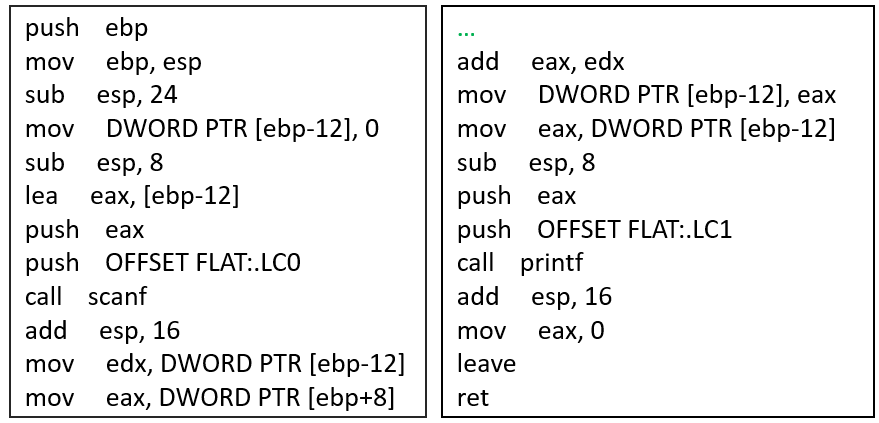 push ebp
mov ebp, esp
sub esp, 24
mov DWORD PTR [ebp-12], 0
sub esp, 8
lea eax, [ebp-12]
push eax
push OFFSET FLAT:.LC0
call scanf
add esp, 16
mov edx, DWORD PTR [ebp-12]
mov eax, DWORD PTR [ebp+8]
...
add eax, edx
mov DWORD PTR [ebp-12], eax
mov eax, DWORD PTR [ebp-12]
sub esp, 8
push eax
push OFFSET FLAT:.LC1
call printf
add esp, 16
mov eax, 0
leave
ret